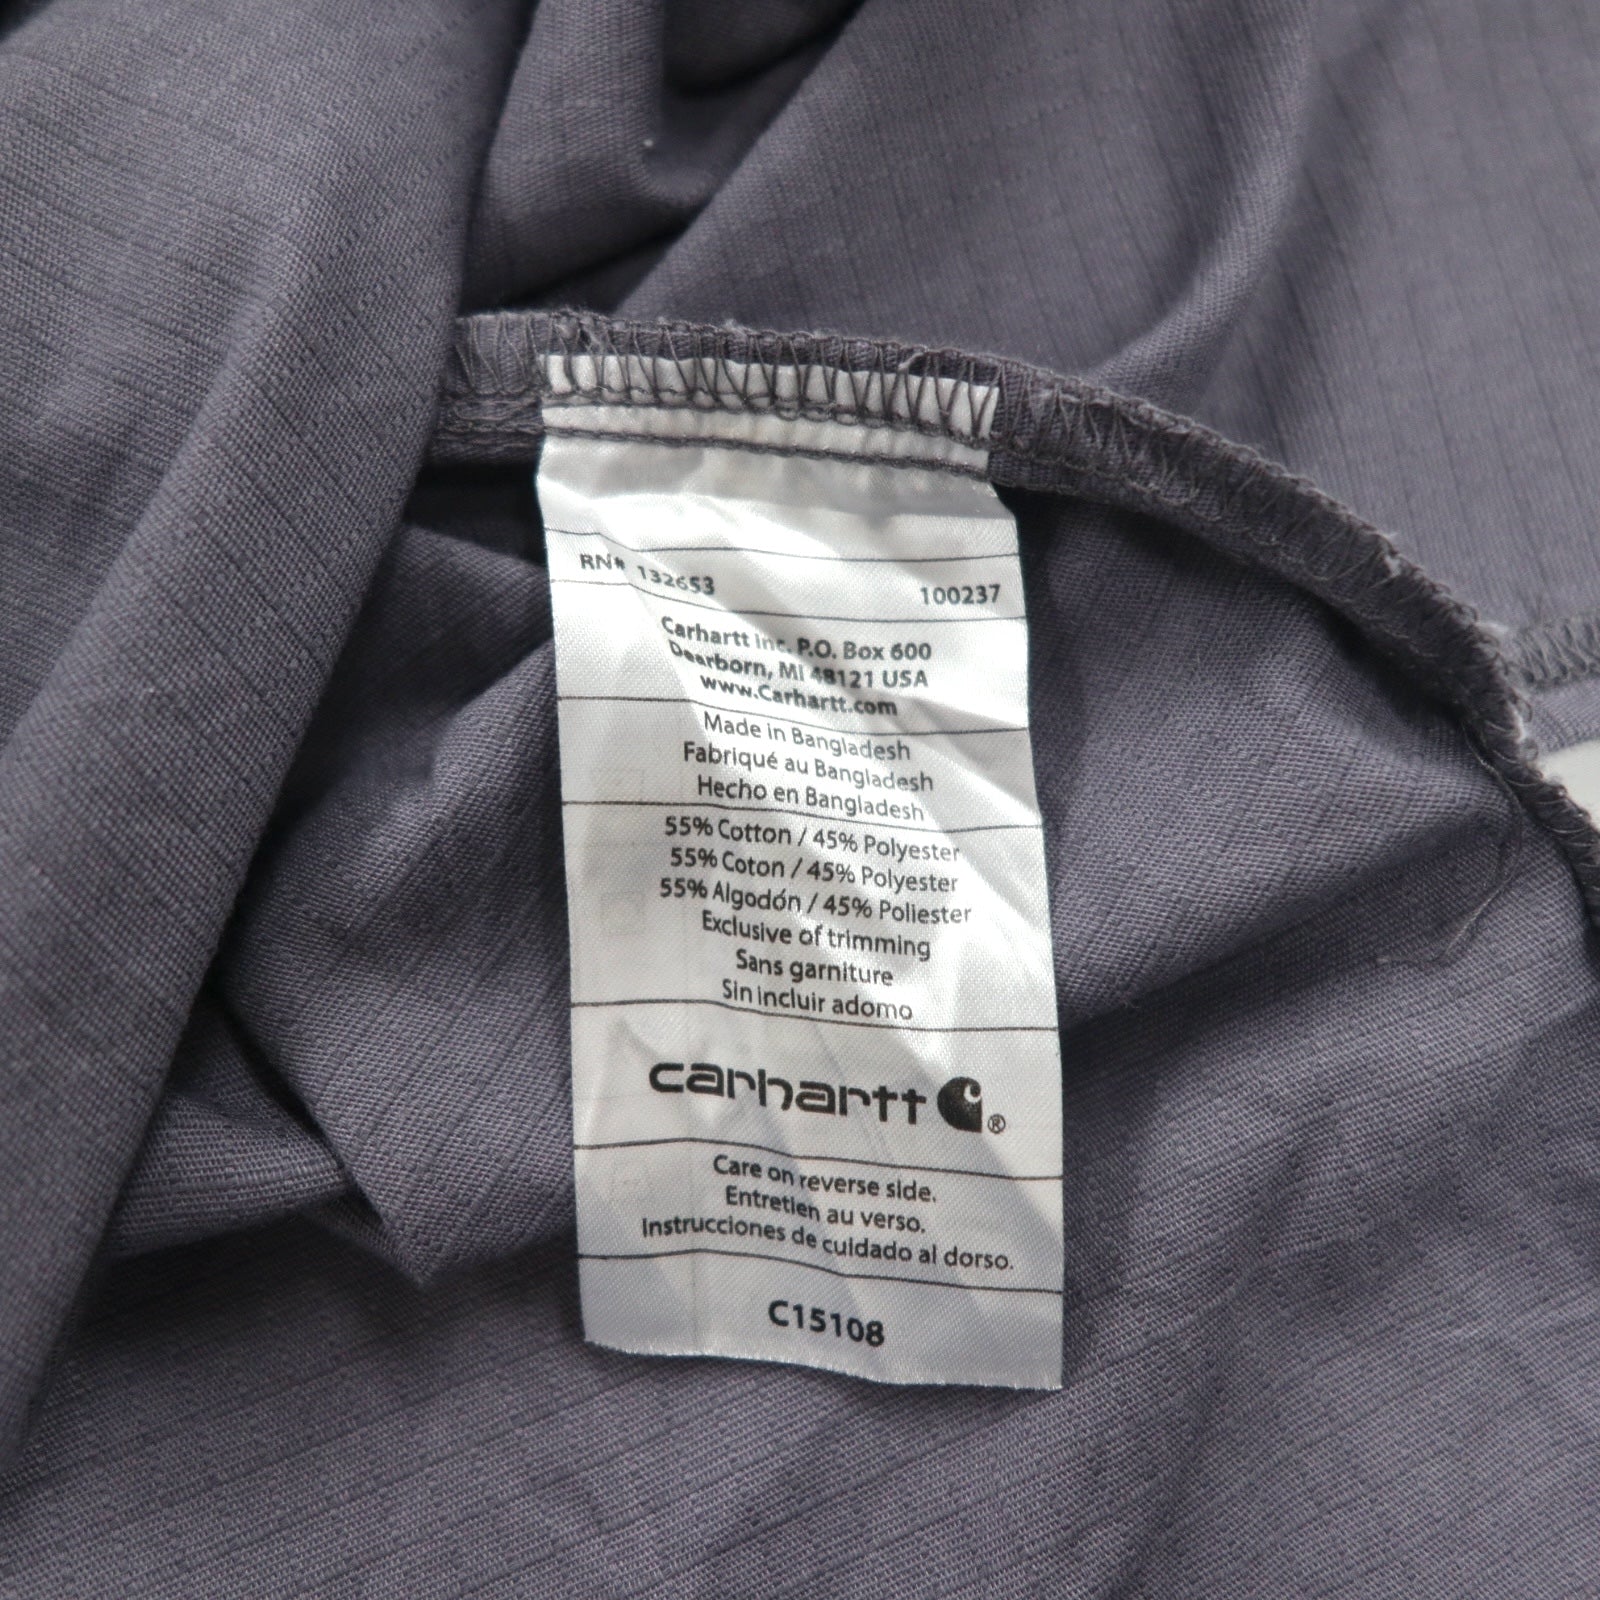 RN# 132653 100237
Carhartt Inc. P.O. Box 600
Dearborn, MI 48121 USA
www.Carhartt.com
Made in Bangladesh
Fabriqué au Bangladesh
Hecho en Bangladesh
55% Cotton / 45% Polyester
55% Coton / 45% Polyester
55% Algodón / 45% Poliester
Exclusive of trimming
Sans garniture
Sin incluir adorno
carhartt ®
Care on reverse side.
Entretien au verso.
Instrucciones de cuidado al dorso.
C15108